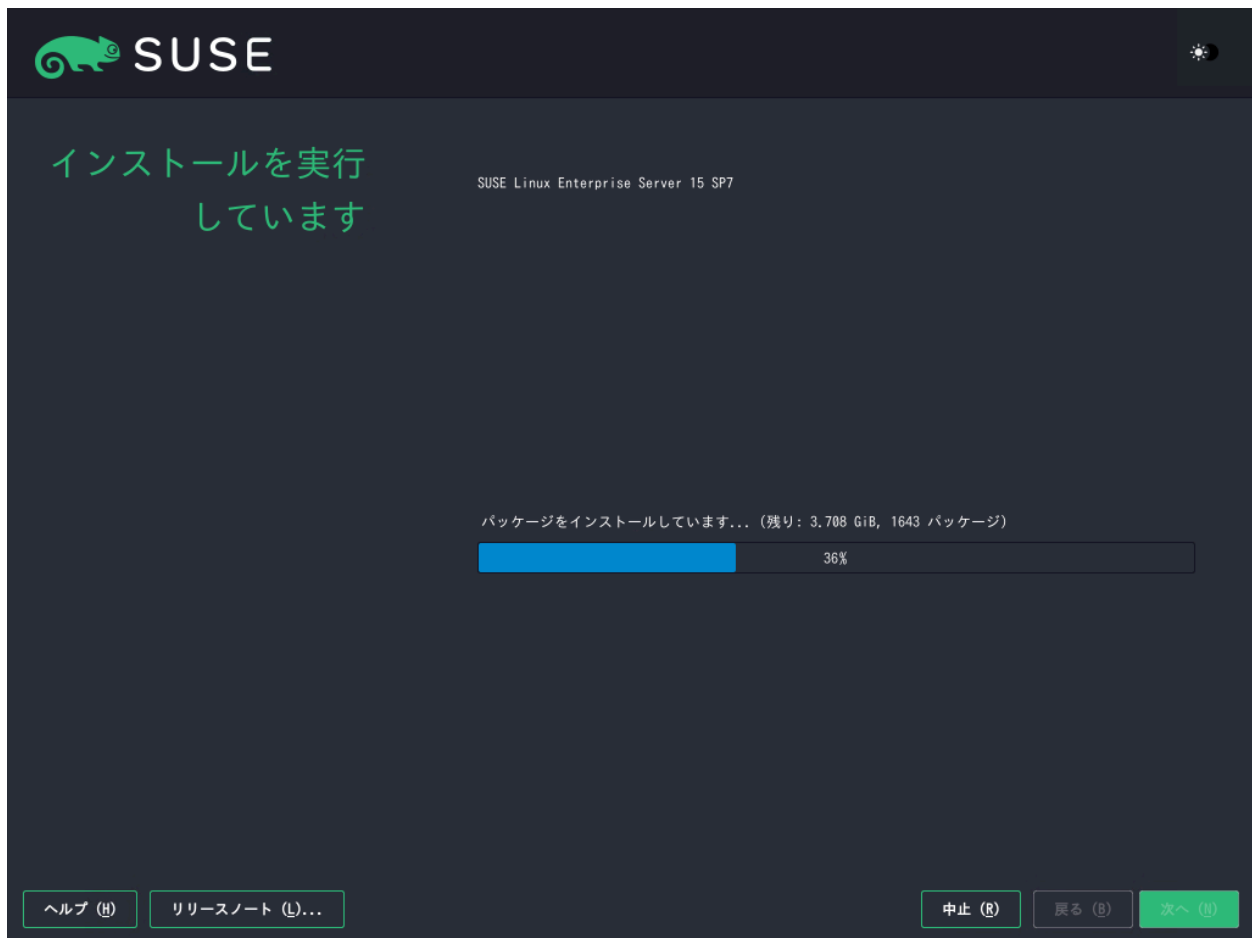 SUSE
インストールを実行
しています
SUSE Linux Enterprise Server 15 SP7
パッケージをインストールしています... (残り: 3.708 GiB, 1643 パッケージ)
36%
ヘルプ (H)
リリースノート (L)...
中止 (R)
戻る (B)
次へ (N)